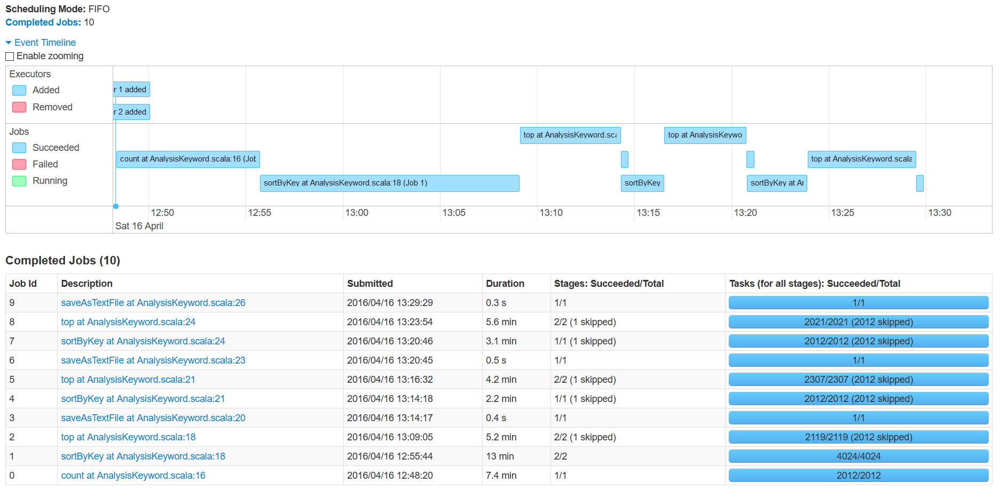 Scheduling Mode: FIFO
Completed Jobs: 10
Event Timeline
Enable zooming
Executors
Added
Removed
r 1 added
r 2 added
Jobs
Succeeded
Failed
Running
top at AnalysisKeyword.sca
top at AnalysisKeywo
count at AnalysisKeyword.scala:16 (Job
top at AnalysisKeyword.scala
sortByKey at AnalysisKeyword.scala:18 (Job 1)
sortByKey
sortByKey at Ar
12:50 12:55 13:00 13:05 13:10 13:15 13:20 13:25 13:30
Sat 16 April
Completed Jobs (10)
Job Id Description Submitted Duration Stages: Succeeded/Total Tasks (for all stages): Succeeded/Total
9 saveAsTextFile at AnalysisKeyword.scala:26 2016/04/16 13:29:29 0.3 s 1/1 1/1
8 top at AnalysisKeyword.scala:24 2016/04/16 13:23:54 5.6 min 2/2 (1 skipped) 2021/2021 (2012 skipped)
7 sortByKey at AnalysisKeyword.scala:24 2016/04/16 13:20:46 3.1 min 1/1 (1 skipped) 2012/2012 (2012 skipped)
6 saveAsTextFile at AnalysisKeyword.scala:23 2016/04/16 13:20:45 0.5 s 1/1 1/1
5 top at AnalysisKeyword.scala:21 2016/04/16 13:16:32 4.2 min 2/2 (1 skipped) 2307/2307 (2012 skipped)
4 sortByKey at AnalysisKeyword.scala:21 2016/04/16 13:14:18 2.2 min 1/1 (1 skipped) 2012/2012 (2012 skipped)
3 saveAsTextFile at AnalysisKeyword.scala:20 2016/04/16 13:14:17 0.4 s 1/1 1/1
2 top at AnalysisKeyword.scala:18 2016/04/16 13:09:05 5.2 min 2/2 (1 skipped) 2119/2119 (2012 skipped)
1 sortByKey at AnalysisKeyword.scala:18 2016/04/16 12:55:44 13 min 2/2 4024/4024
0 count at AnalysisKeyword.scala:16 2016/04/16 12:48:20 7.4 min 1/1 2012/2012